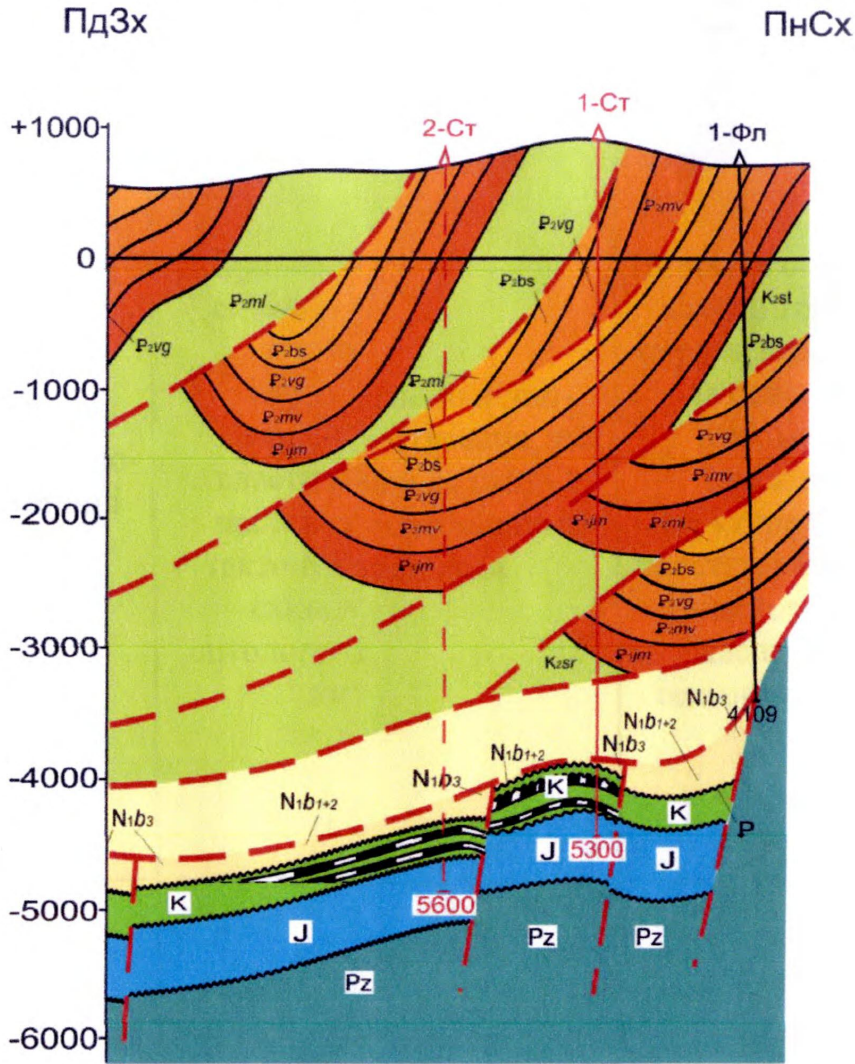 ПдЗх
ПнСх
+1000
0
-1000
-2000
-3000
-4000
-5000
-6000
2-Ст
1-Ст
1-Фл
P₂mv
P₂vg
P₂bs
K₂st
P₂bs
P₂ml
P₂vg
P₂bs
P₂vg
P₂mv
P₁jm
P₂ml
P₂bs
P₂vg
P₂mv
P₁jm
P₂vg
P₂mv
P₁jm
P₂ml
P₂bs
P₂vg
P₂mv
P₁jm
K₂sr
N₁b₃
4109
N₁b₁₊₂
N₁b₁₊₂
N₁b₃
N₁b₃
N₁b₁₊₂
N₁b₃
K
K
K
P
J
5300
J
5600
J
Pz
Pz
Pz